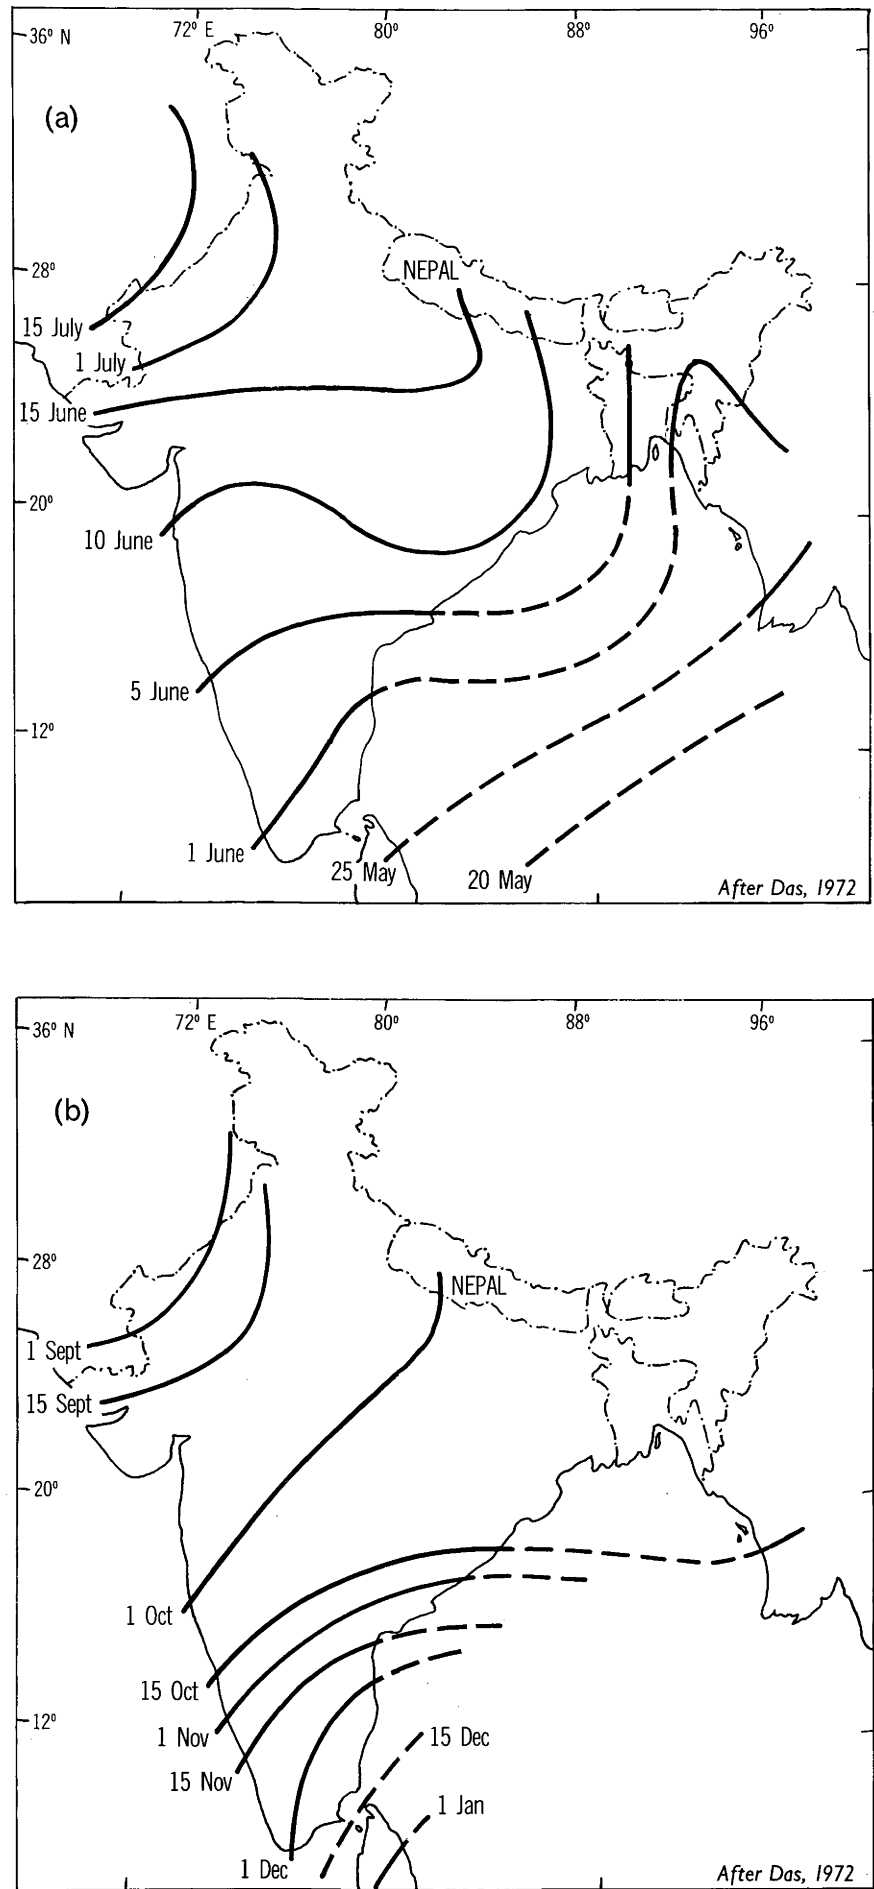 72° E
80°
88°
96°
36° N
(a)
28°
NEPAL
15 July
1 July
15 June
20°
10 June
5 June
12°
1 June
25 May
20 May
After Das, 1972
72° E
80°
88°
96°
36° N
(b)
28°
NEPAL
1 Sept
15 Sept
20°
1 Oct
15 Oct
12°
1 Nov
15 Dec
15 Nov
1 Jan
1 Dec
After Das, 1972